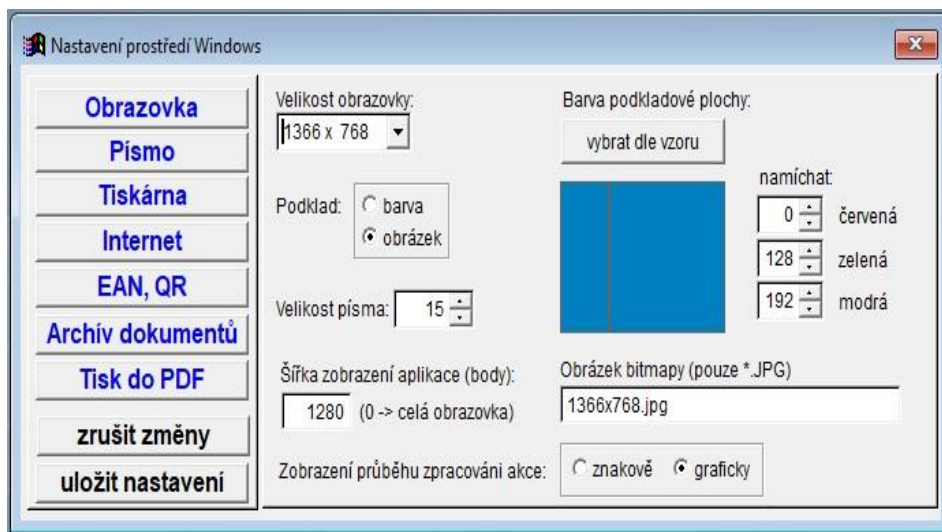 Nastavení prostředí Windows
Obrazovka
Písmo
Tiskárna
Internet
EAN, QR
Archív dokumentů
Tisk do PDF
zrušit změny
uložit nastavení
Velikost obrazovky:
1366 x 768
Podklad:
barva
obrázek
Velikost písma: 15
Šířka zobrazení aplikace (body):
1280 (0 -> celá obrazovka)
Barva podkladové plochy:
vybrat dle vzoru
namíchat:
0 červená
128 zelená
192 modrá
Obrázek bitmapy (pouze *.JPG)
1366x768.jpg
Zobrazení průběhu zpracováni akce: znakově graficky